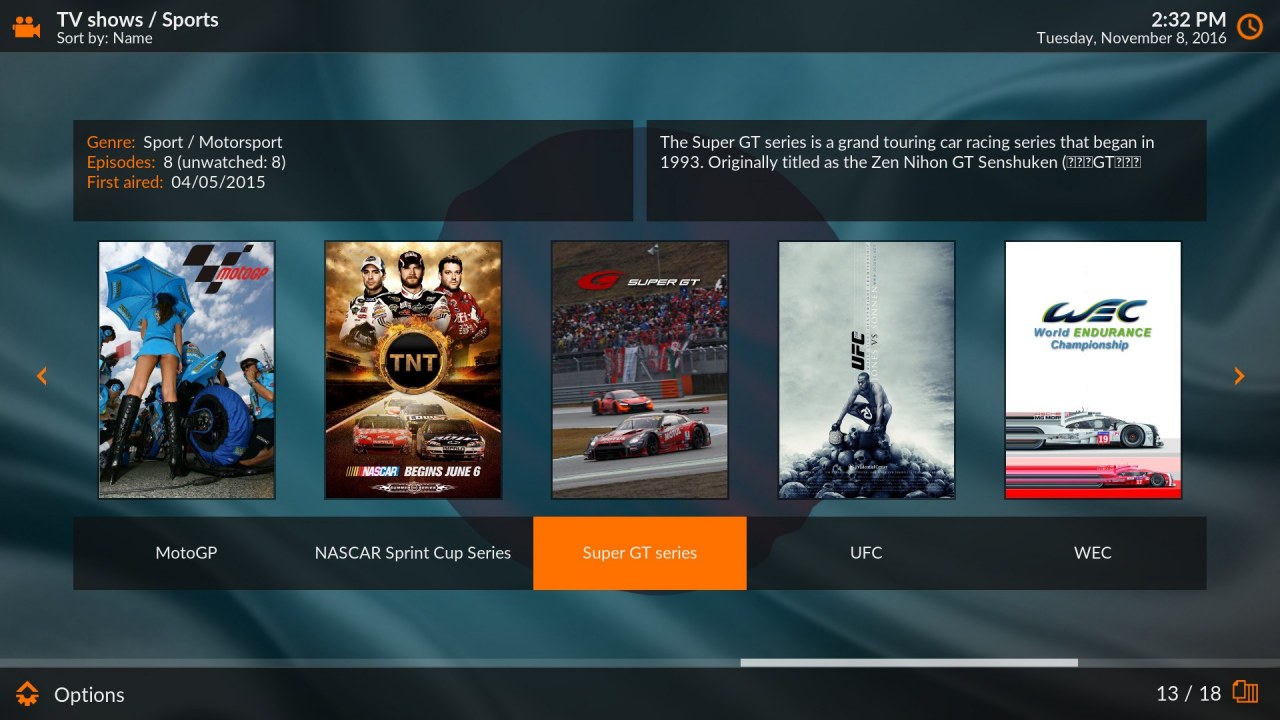 TV shows / Sports
Sort by: Name
2:32 PM
Tuesday, November 8, 2016
Genre: Sport / Motorsport
Episodes: 8 (unwatched: 8)
First aired: 04/05/2015
The Super GT series is a grand touring car racing series that began in
1993. Originally titled as the Zen Nihon GT Senshuken (▯▯▯GT▯▯▯
MotoGP
TNT
NASCAR BEGINS JUNE 6
SUPER GT
UFC
JONES VS
WEC
World ENDURANCE
Championship
19
MotoGP
NASCAR Sprint Cup Series
Super GT series
UFC
WEC
Options
13 / 18